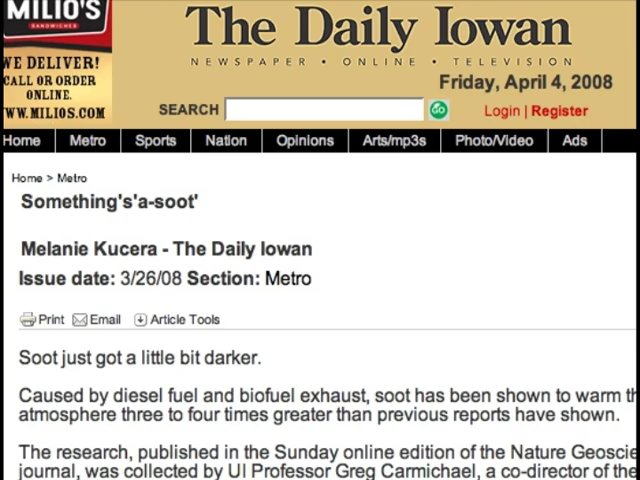 MILIO'S
SANDWICHES
WE DELIVER!
CALL OR ORDER
ONLINE.
WWW.MILIOS.COM
The Daily Iowan
NEWSPAPER • ONLINE • TELEVISION
Friday, April 4, 2008
SEARCH GO
Login | Register
Home Metro Sports Nation Opinions Arts/mp3s Photo/Video Ads
Home > Metro
Something's'a-soot'
Melanie Kucera - The Daily Iowan
Issue date: 3/26/08 Section: Metro
Print Email Article Tools
Soot just got a little bit darker.
Caused by diesel fuel and biofuel exhaust, soot has been shown to warm th
atmosphere three to four times greater than previous reports have shown.
The research, published in the Sunday online edition of the Nature Geoscie
journal, was collected by UI Professor Greg Carmichael, a co-director of the